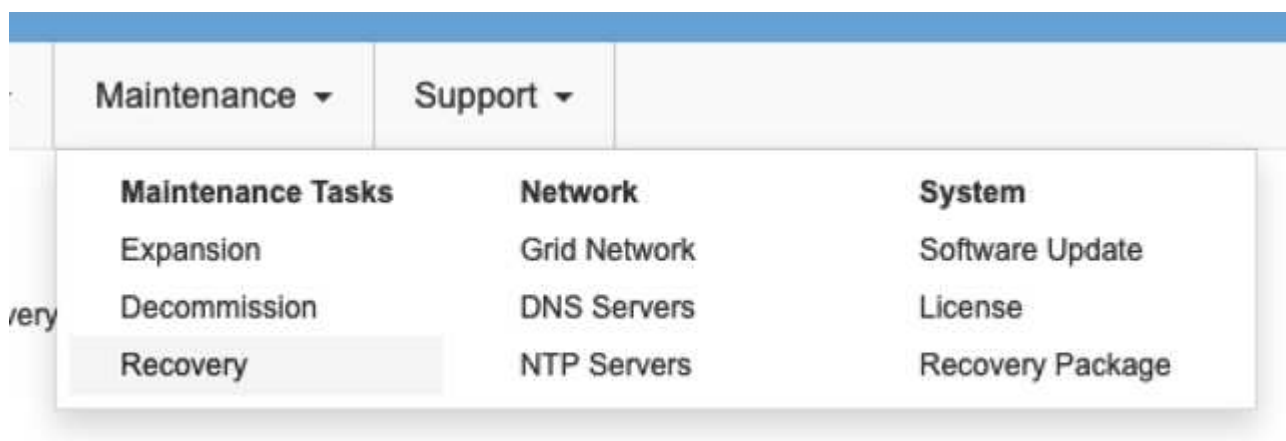 Maintenance Support
Maintenance Tasks Network System
Expansion Grid Network Software Update
Decommission DNS Servers License
Recovery NTP Servers Recovery Package